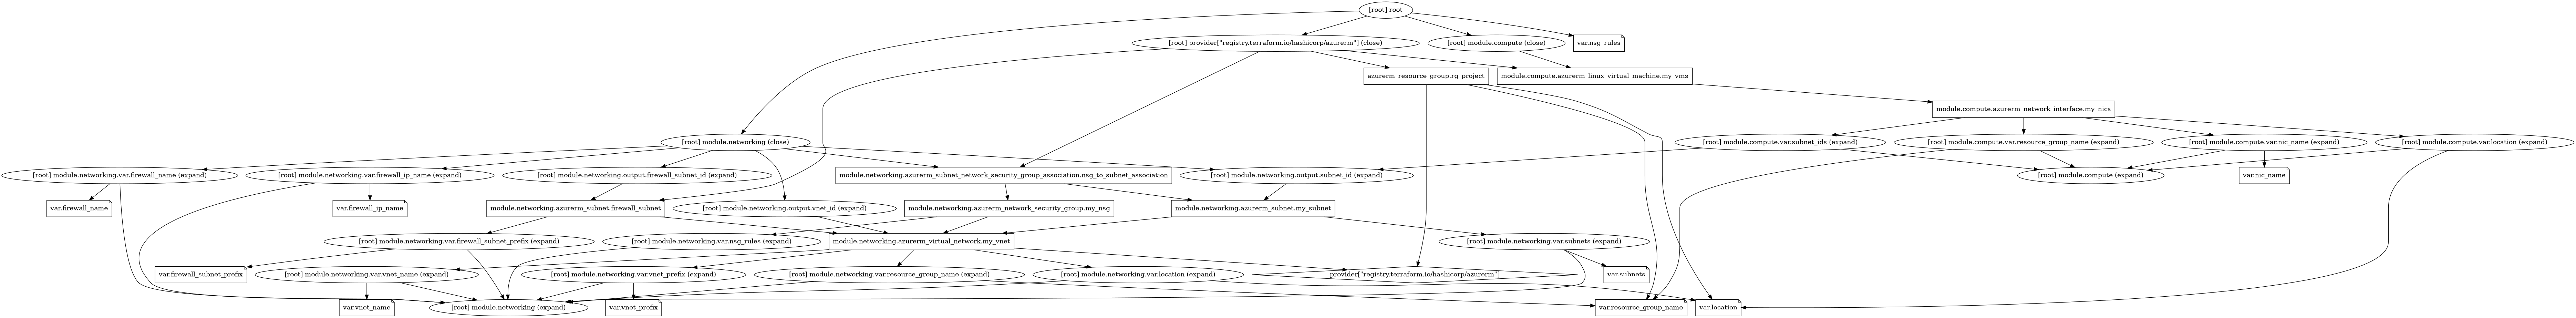 [root] root
[root] provider["registry.terraform.io/hashicorp/azurerm"] (close)
[root] module.compute (close)
var.nsg_rules
azurerm_resource_group.rg_project
module.compute.azurerm_linux_virtual_machine.my_vms
module.compute.azurerm_network_interface.my_nics
[root] module.networking (close)
[root] module.compute.var.subnet_ids (expand)
[root] module.compute.var.resource_group_name (expand)
[root] module.compute.var.nic_name (expand)
[root] module.compute.var.location (expand)
[root] module.networking.var.firewall_name (expand)
[root] module.networking.var.firewall_ip_name (expand)
[root] module.networking.output.firewall_subnet_id (expand)
module.networking.azurerm_subnet_network_security_group_association.nsg_to_subnet_association
[root] module.networking.output.subnet_id (expand)
[root] module.compute (expand)
var.nic_name
var.firewall_name
var.firewall_ip_name
module.networking.azurerm_subnet.firewall_subnet
[root] module.networking.output.vnet_id (expand)
module.networking.azurerm_network_security_group.my_nsg
module.networking.azurerm_subnet.my_subnet
[root] module.networking.var.firewall_subnet_prefix (expand)
[root] module.networking.var.nsg_rules (expand)
module.networking.azurerm_virtual_network.my_vnet
[root] module.networking.var.subnets (expand)
var.firewall_subnet_prefix
[root] module.networking.var.vnet_name (expand)
[root] module.networking.var.vnet_prefix (expand)
[root] module.networking.var.resource_group_name (expand)
[root] module.networking.var.location (expand)
provider["registry.terraform.io/hashicorp/azurerm"]
var.subnets
var.vnet_name
[root] module.networking (expand)
var.vnet_prefix
var.resource_group_name
var.location